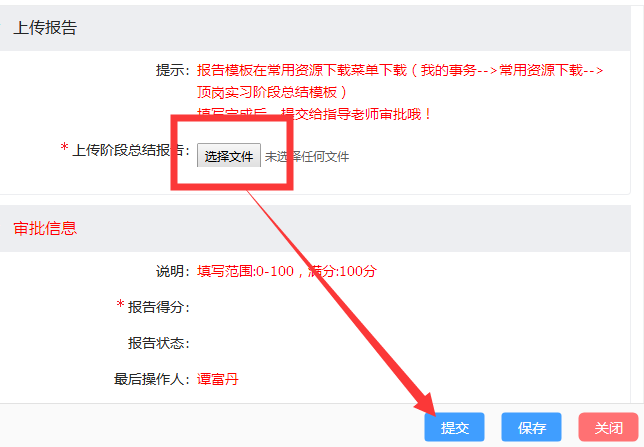 上传报告
提示：报告模板在常用资源下载菜单下载（我的事务-->常用资源下载-->
顶岗实习阶段总结模板）
填写完成后，提交给指导老师审批哦！
*上传阶段总结报告：选择文件 未选择任何文件
审批信息
说明：填写范围:0-100，满分:100分
*报告得分：
报告状态：
最后操作人：谭富丹
提交 保存 关闭